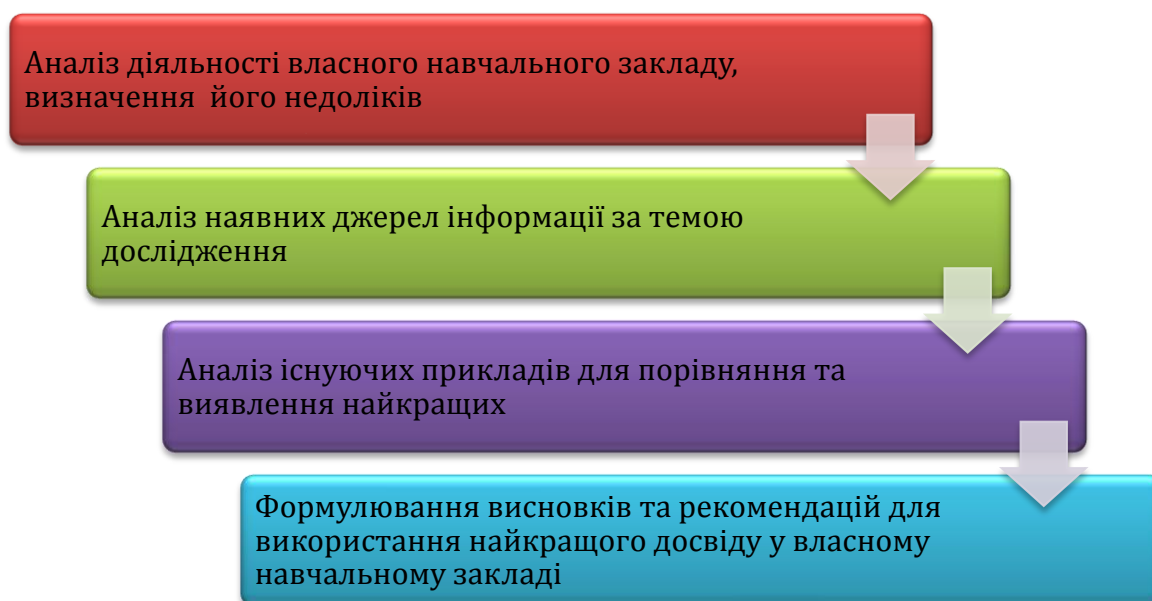 Аналіз діяльності власного навчального закладу,
визначення  його недоліків
Аналіз наявних джерел інформації за темою
дослідження
Аналіз існуючих прикладів для порівняння та
виявлення найкращих
Формулювання висновків та рекомендацій для
використання найкращого досвіду у власному
навчальному закладі